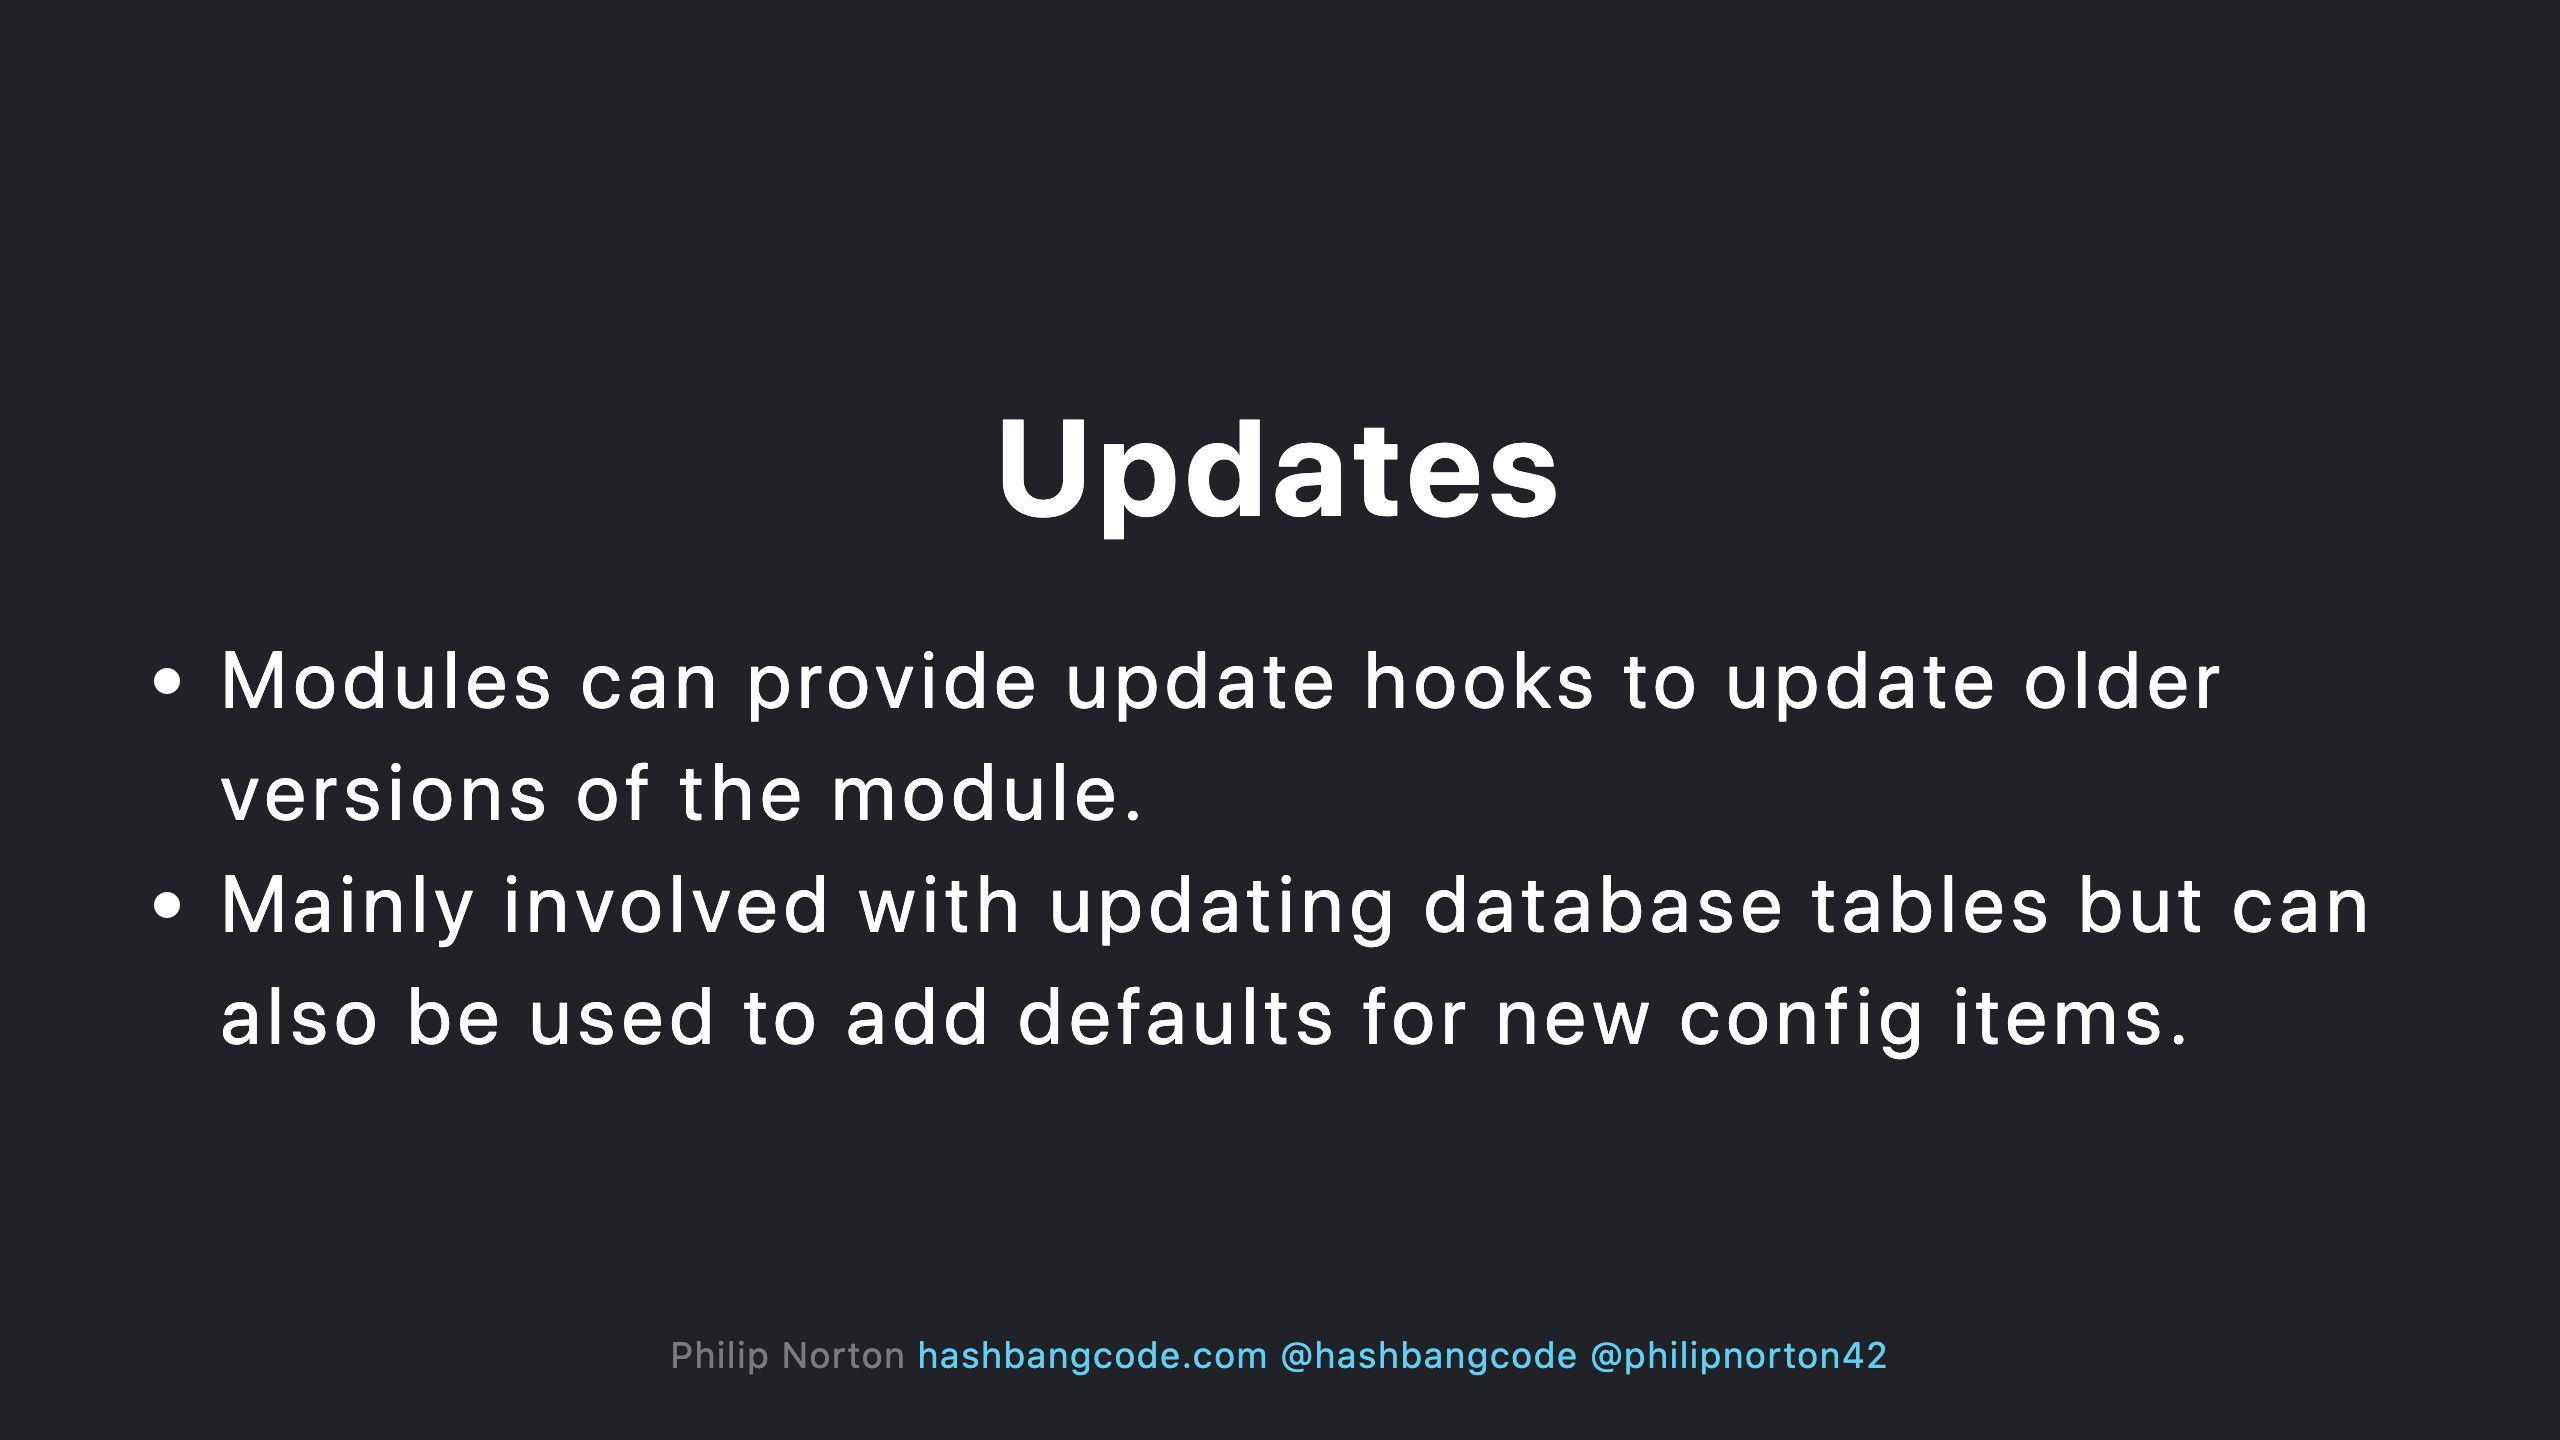 Updates
• Modules can provide update hooks to update older
versions of the module.
• Mainly involved with updating database tables but can
also be used to add defaults for new config items.
Philip Norton hashbangcode.com @hashbangcode @philipnorton42